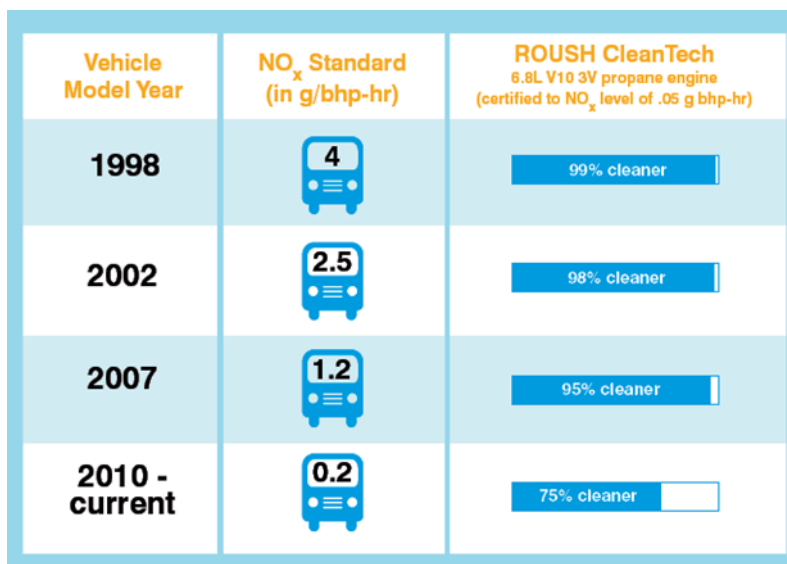 Vehicle
Model Year
NOx Standard
(in g/bhp-hr)
ROUSH CleanTech
6.8L V10 3V propane engine
(certified to NOx level of .05 g bhp-hr)
1998
4
99% cleaner
2002
2.5
98% cleaner
2007
1.2
95% cleaner
2010 -
current
0.2
75% cleaner